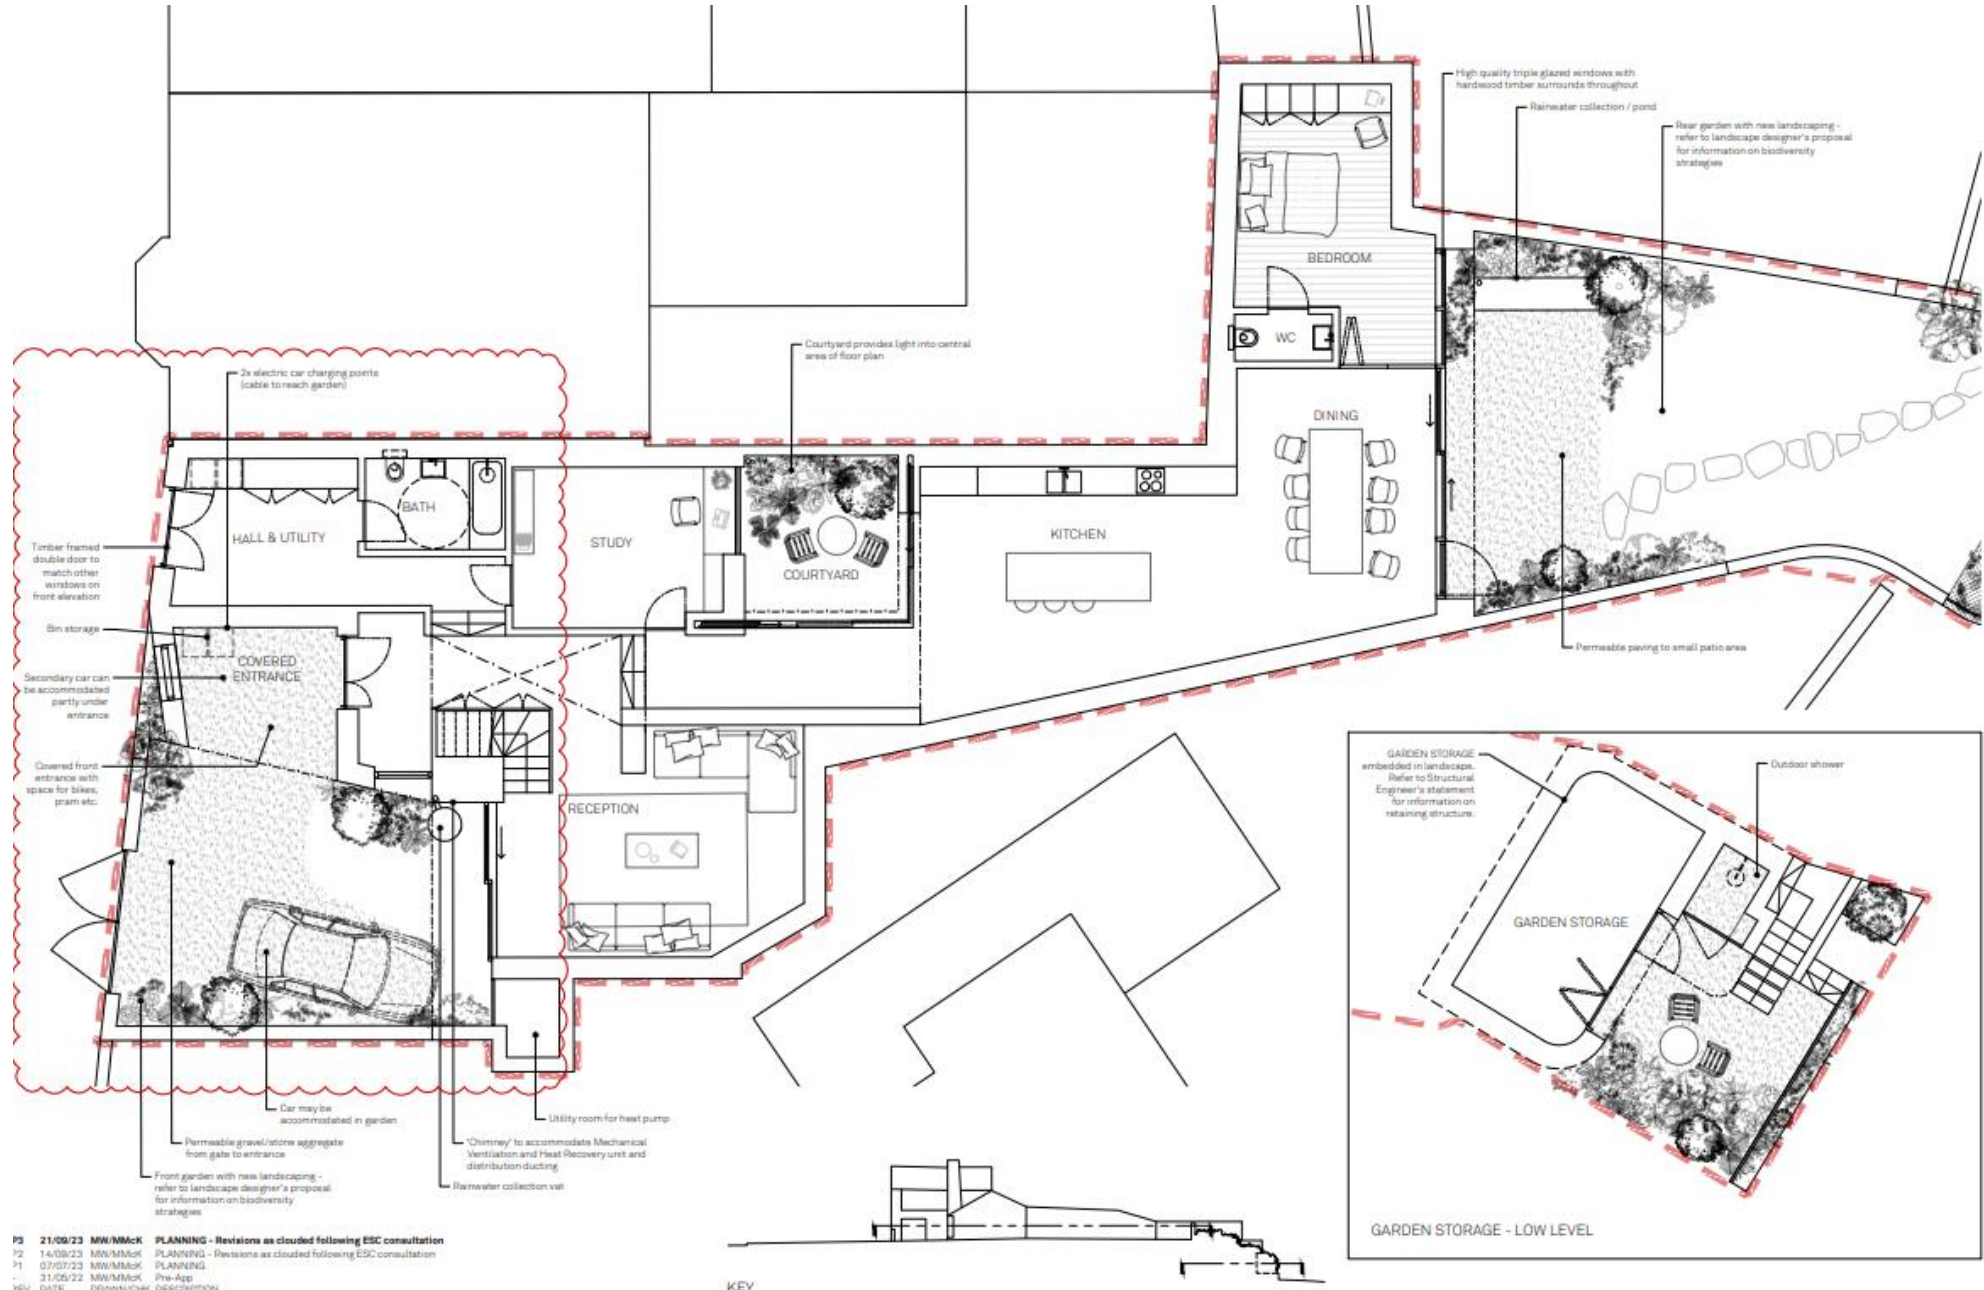 High quality triple glazed windows with
hardwood timber surrounds throughout
Rainwater collection / pond
Rear garden with new landscaping -
refer to landscape designer's proposal
for information on biodiversity
strategies
BEDROOM
WC
Courtyard provides light into central
area of floor plan
2x electric car charging points
(cable to reach garden)
DINING
BATH
HALL & UTILITY
STUDY
KITCHEN
COURTYARD
Timber framed
double door to
match other
windows on
front elevation
Bin storage
COVERED
ENTRANCE
Secondary car can
be accommodated
partly under
entrance
Permeable paving to small patio area
Covered front
entrance with
space for bikes,
pram etc.
RECEPTION
GARDEN STORAGE
embedded in landscape.
Refer to Structural
Engineer's statement
for information on
retaining structure.
Outdoor shower
GARDEN STORAGE
Car may be
accommodated in garden
Utility room for heat pump
Permeable gravel/stone aggregate
from gate to entrance
'Chimney' to accommodate Mechanical
Ventilation and Heat Recovery unit and
distribution ducting
Front garden with new landscaping -
refer to landscape designer's proposal
for information on biodiversity
strategies
Rainwater collection vat
GARDEN STORAGE - LOW LEVEL
P3 21/09/23 MW/MMcK PLANNING - Revisions as clouded following ESC consultation
P2 14/09/23 MW/MMcK PLANNING - Revisions as clouded following ESC consultation
P1 07/07/23 MW/MMcK PLANNING
- 31/05/22 MW/MMcK Pre-App
REV DATE DRAWN/CHK DESCRIPTION
KEY